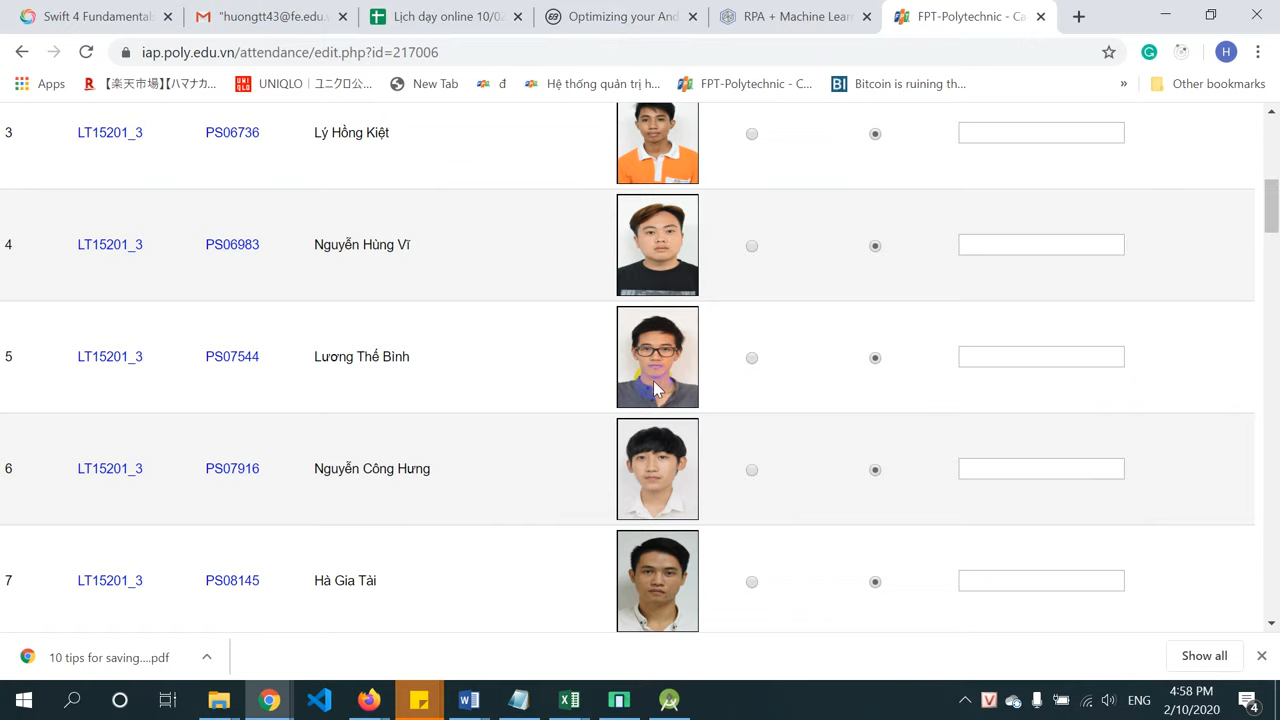 Swift 4 Fundamentals
"huongtt43@fe.edu.v
Lịch dạy online 10/02
Optimizing your And
RPA + Machine Learn
FPT-Polytechnic - Ca
iap.poly.edu.vn/attendance/edit.php?id=217006
H
Apps
【楽天市場】【ハマナカ...
UNIQLO | ユニクロ公...
New Tab
đ
Hệ thống quản trị h...
FPT-Polytechnic - C...
BI
Bitcoin is ruining th...
»
Other bookmarks
3 LT15201_3 PS06736 Lý Hồng Kiệt
4 LT15201_3 PS06983 Nguyễn Hùng Vĩ
5 LT15201_3 PS07544 Lương Thế Bình
6 LT15201_3 PS07916 Nguyễn Công Hưng
7 LT15201_3 PS08145 Hà Gia Tài
10 tips for saving....pdf
Show all
ENG
4:58 PM
2/10/2020
4